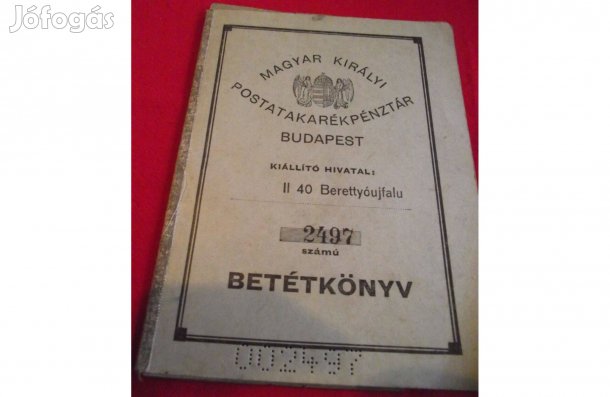 Jófogás
MAGYAR KIRÁLYI
POSTATAKARÉKPÉNZTÁR
BUDAPEST
KIÁLLÍTÓ HIVATAL:
II 40 Berettyóujfalu
2497
számú
BETÉTKÖNYV
002497